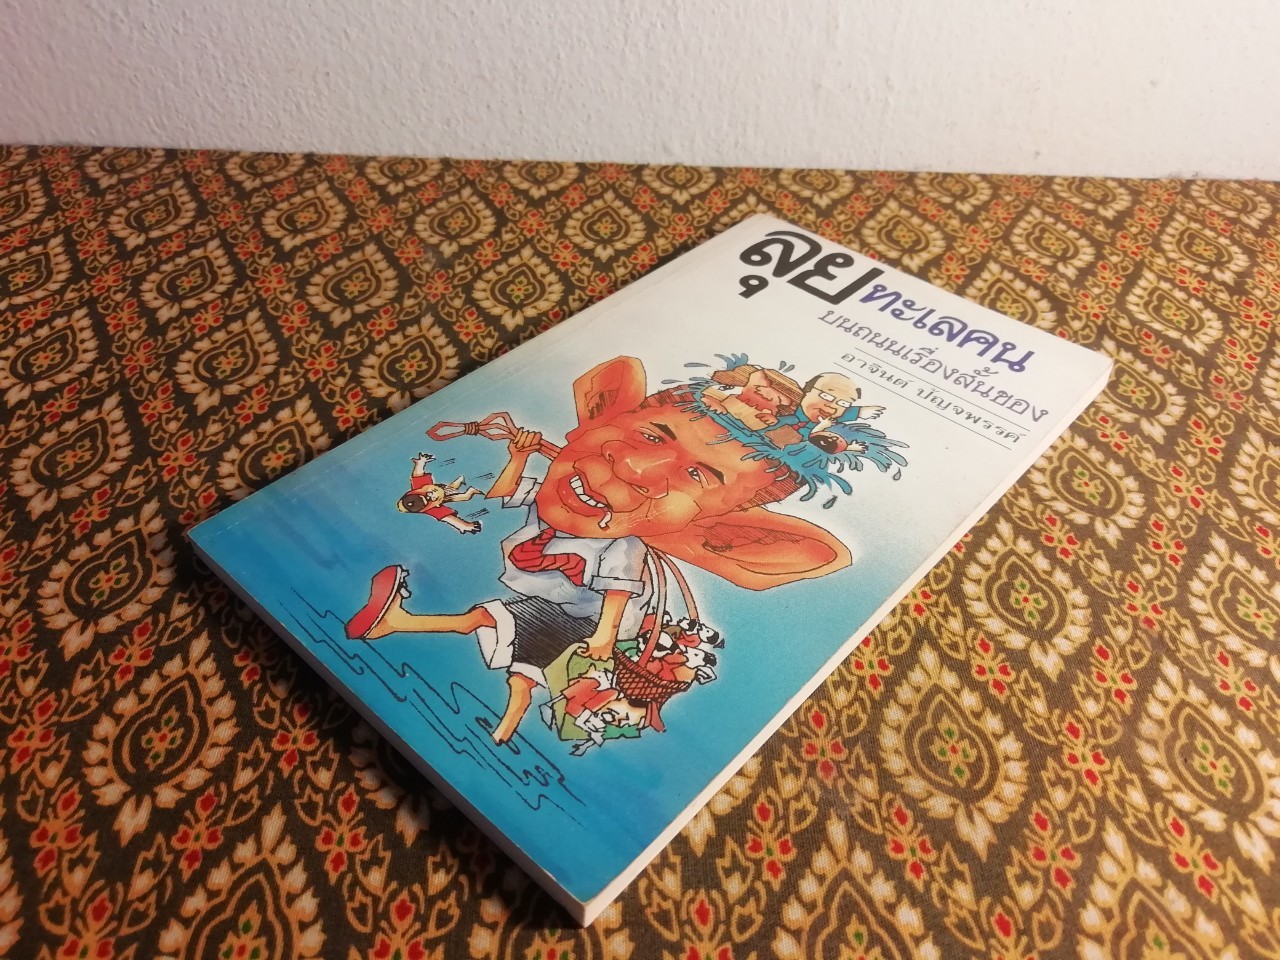 ลุยทะเลคน
บนถนนเรื่องสั้นของ
อาจินต์ ปัญจพรรค์